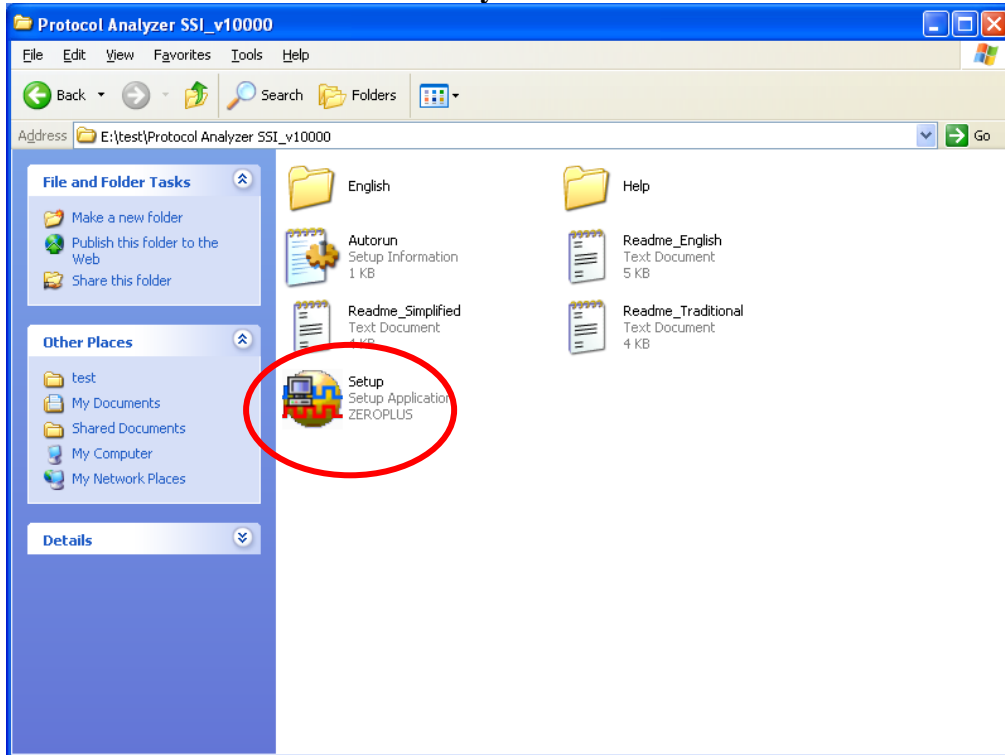 Protocol Analyzer SSI_v10000
File Edit View Favorites Tools Help
Back Search Folders
Address E:\test\Protocol Analyzer SSI_v10000 Go
File and Folder Tasks
Make a new folder
Publish this folder to the
Web
Share this folder
Other Places
test
My Documents
Shared Documents
My Computer
My Network Places
Details
English
Help
Autorun
Setup Information
1 KB
Readme_English
Text Document
5 KB
Readme_Simplified
Text Document
4 KB
Readme_Traditional
Text Document
4 KB
Setup
Setup Application
ZEROPLUS